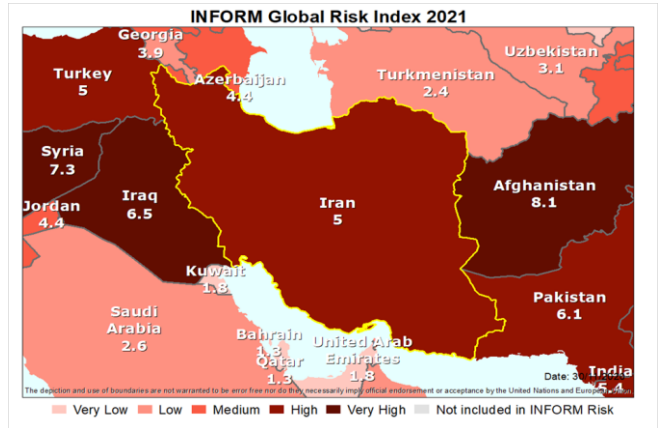 INFORM Global Risk Index 2021
Georgia
3.9
Uzbekistan
3.1
Turkey
5
Azerbaijan
4.4
Turkmenistan
2.4
Syria
7.3
Iraq
6.5
Iran
5
Afghanistan
8.1
Jordan
4.4
Kuwait
1.8
Saudi
Arabia
2.6
Pakistan
6.1
Bahrain
1.3
Qatar
1.3
United Arab
Emirates
1.8
India
5.4
Date:
The depiction and use of boundaries are not warranted to be error free nor do they necessarily imply official endorsement or acceptance by the United Nations and European
Very Low Low Medium High Very High Not included in INFORM Risk